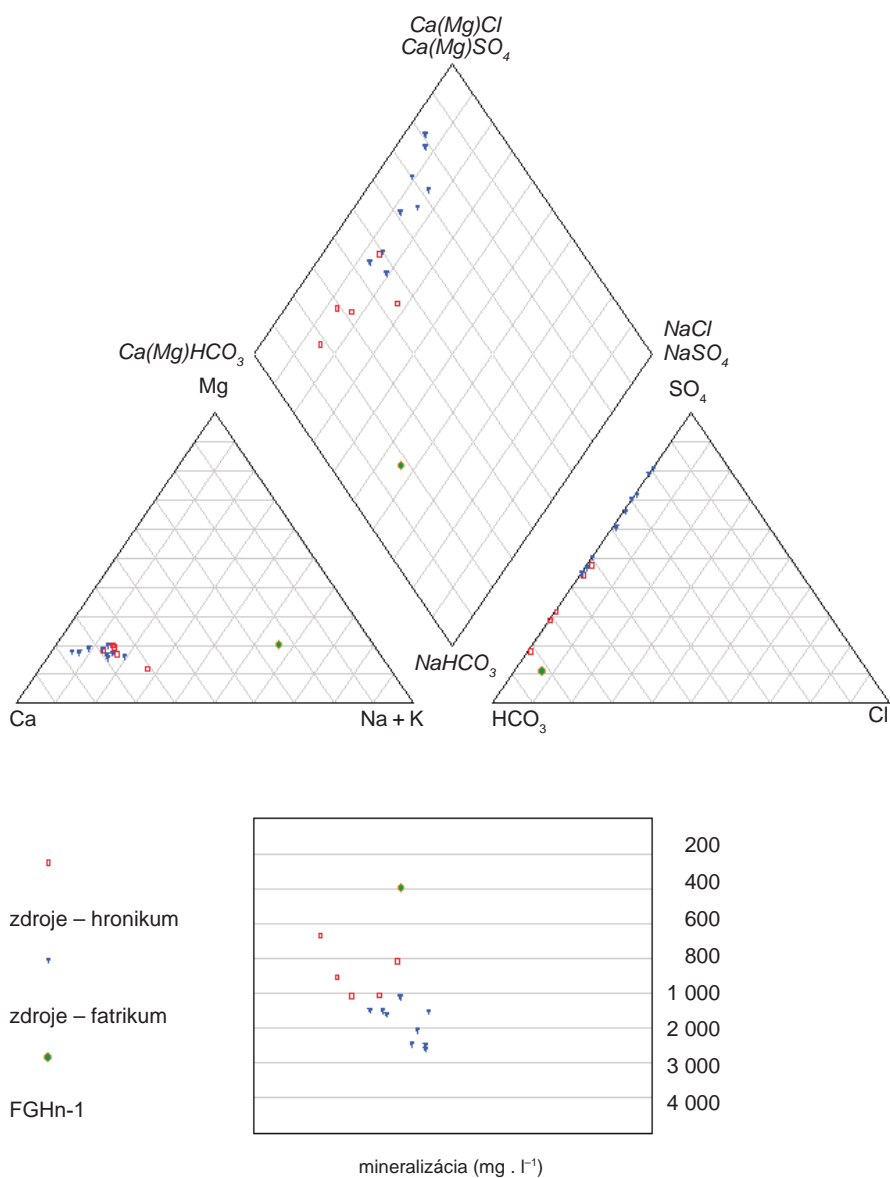 Ca(Mg)Cl
Ca(Mg)SO₄
NaCl
NaSO₄
Ca(Mg)HCO₃
Mg
SO₄
NaHCO₃
Ca
Na + K
HCO₃
Cl
zdroje – hronikum
zdroje – fatrikum
FGHn-1
200
400
600
800
1 000
2 000
3 000
4 000
mineralizácia (mg . l⁻¹)